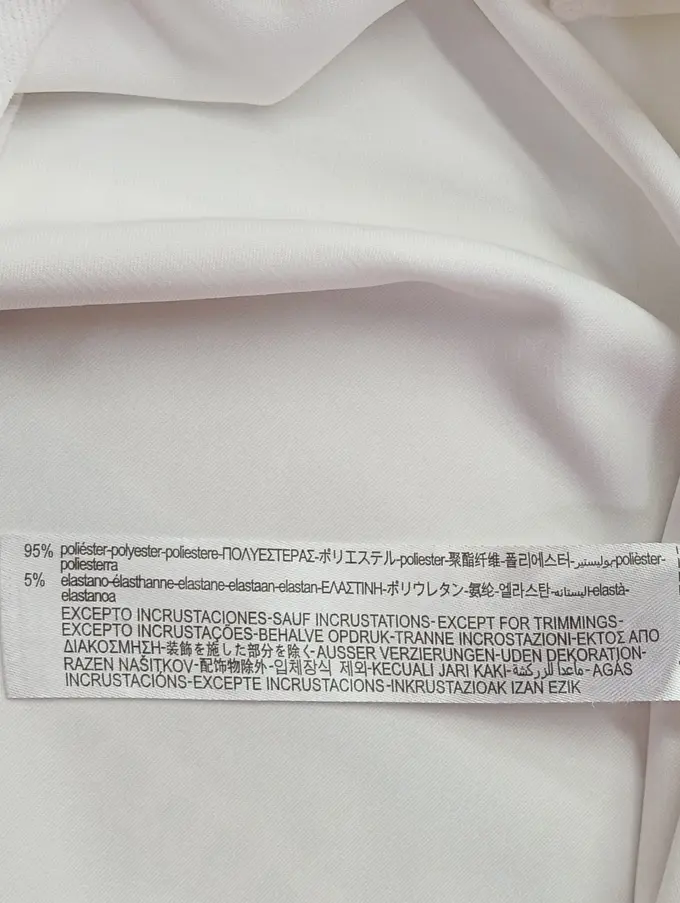 95% poliéster-polyester-poliestere-ΠΟΛΥΕΣΤΕΡΑΣ-ポリエステル-poliester-聚酯纤维-폴리에스터-بوليستير-polièster-
poliesterra
5% elastano-élasthanne-elastane-elastaan-elastan-ΕΛΑΣΤΙΝΗ-ポリウレタン-氨纶-엘라스탄-اليستانه-elastà-
elastanoa
EXCEPTO INCRUSTACIONES-SAUF INCRUSTATIONS-EXCEPT FOR TRIMMINGS-
EXCEPTO INCRUSTAÇÕES-BEHALVE OPDRUK-TRANNE INCROSTAZIONI-ΕΚΤΟΣ ΑΠΟ
ΔΙΑΚΟΣΜΗΣΗ-装飾を施した部分を除く-AUSSER VERZIERUNGEN-UDEN DEKORATION-
RAZEN NAŠITKOV-配饰物除外-입체장식 제외-KECUALI JARI KAKI-ماعدا للزركشة-AGAS
INCRUSTACIÓNS-EXCEPTE INCRUSTACIONS-INKRUSTAZIOAK IZAN EZIK